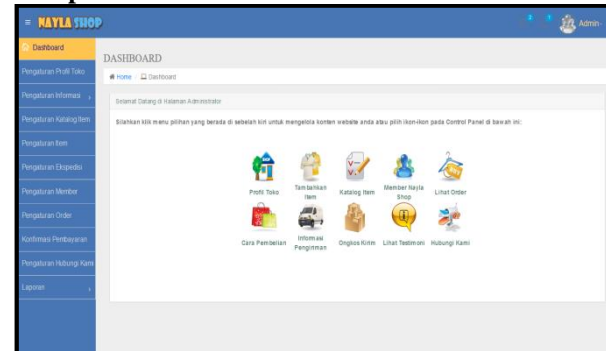 NAYLA SHOP
Admin
Dashboard
Pengaturan Profil Toko
Pengaturan Informasi
Pengaturan Katalog Item
Pengaturan Item
Pengaturan Ekspedisi
Pengaturan Member
Pengaturan Order
Konfirmasi Pembayaran
Pengaturan Hubungi Kami
Laporan
DASHBOARD
Home Dashboard
Selamat Datang di Halaman Administrator
Silahkan klik menu pilihan yang berada di sebelah kiri untuk mengelola konten website anda atau pilih ikon-ikon pada Control Panel di bawah ini:
Profil Toko
Tambahkan
Item
Katalog Item
Member Nayla
Shop
Lihat Order
Cara Pembelian
Informasi
Pengiriman
Ongkos Kirim
Lihat Testimoni
Hubungi Kami